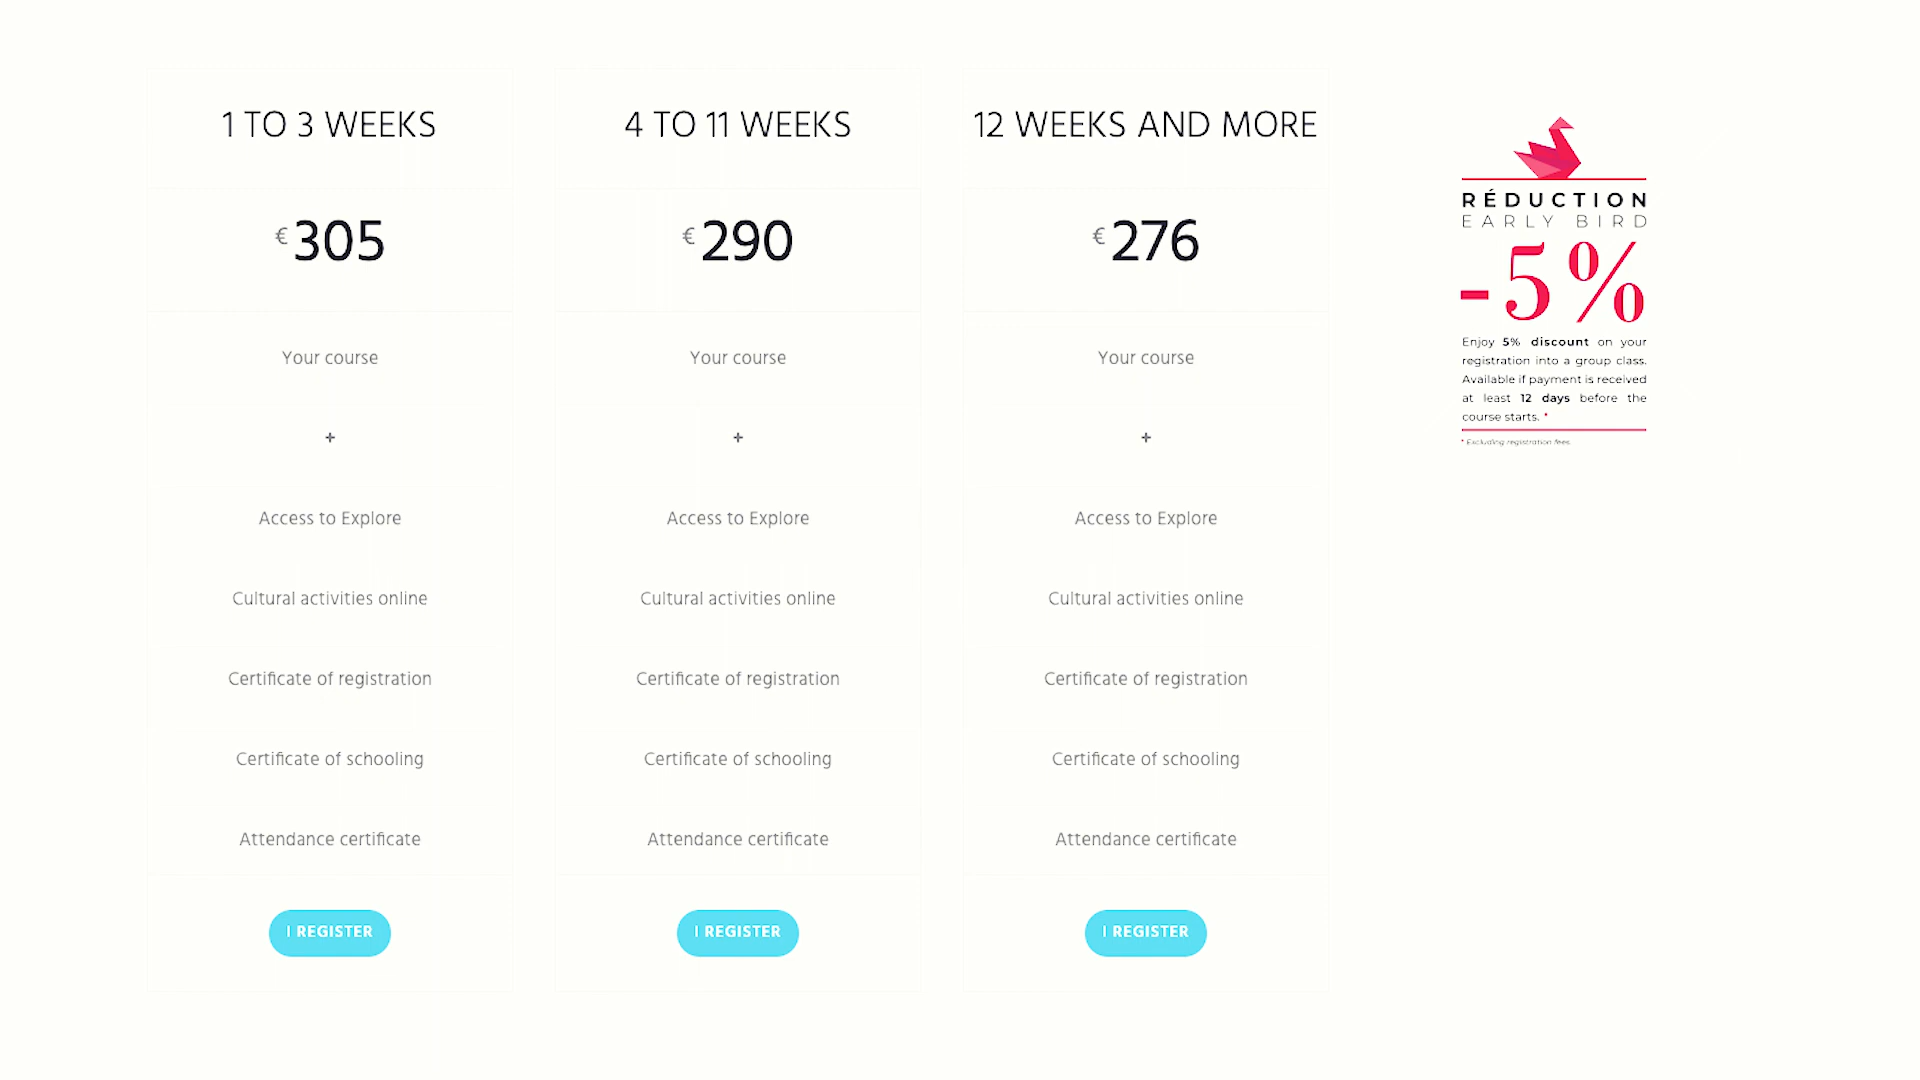 1 TO 3 WEEKS
€305
Your course
+
Access to Explore
Cultural activities online
Certificate of registration
Certificate of schooling
Attendance certificate
I REGISTER
4 TO 11 WEEKS
€290
Your course
+
Access to Explore
Cultural activities online
Certificate of registration
Certificate of schooling
Attendance certificate
I REGISTER
12 WEEKS AND MORE
€276
Your course
+
Access to Explore
Cultural activities online
Certificate of registration
Certificate of schooling
Attendance certificate
I REGISTER
RÉDUCTION
EARLY BIRD
-5%
Enjoy 5% discount on your
registration into a group class.
Available if payment is received
at least 12 days before the
course starts. *
* Excluding registration fees.